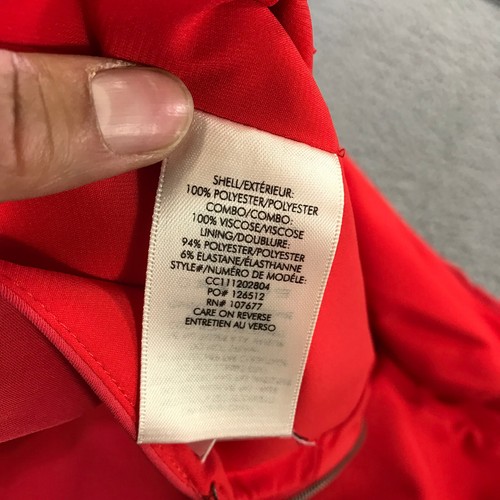 SHELL/EXTÉRIEUR:
100% POLYESTER/POLYESTER
COMBO/COMBO:
100% VISCOSE/VISCOSE
LINING/DOUBLURE:
94% POLYESTER/POLYESTER
6% ELASTANE/ÉLASTHANNE
STYLE#/NUMÉRO DE MODÈLE:
CC111202804
PO# 126512
RN# 107677
CARE ON REVERSE
ENTRETIEN AU VERSO